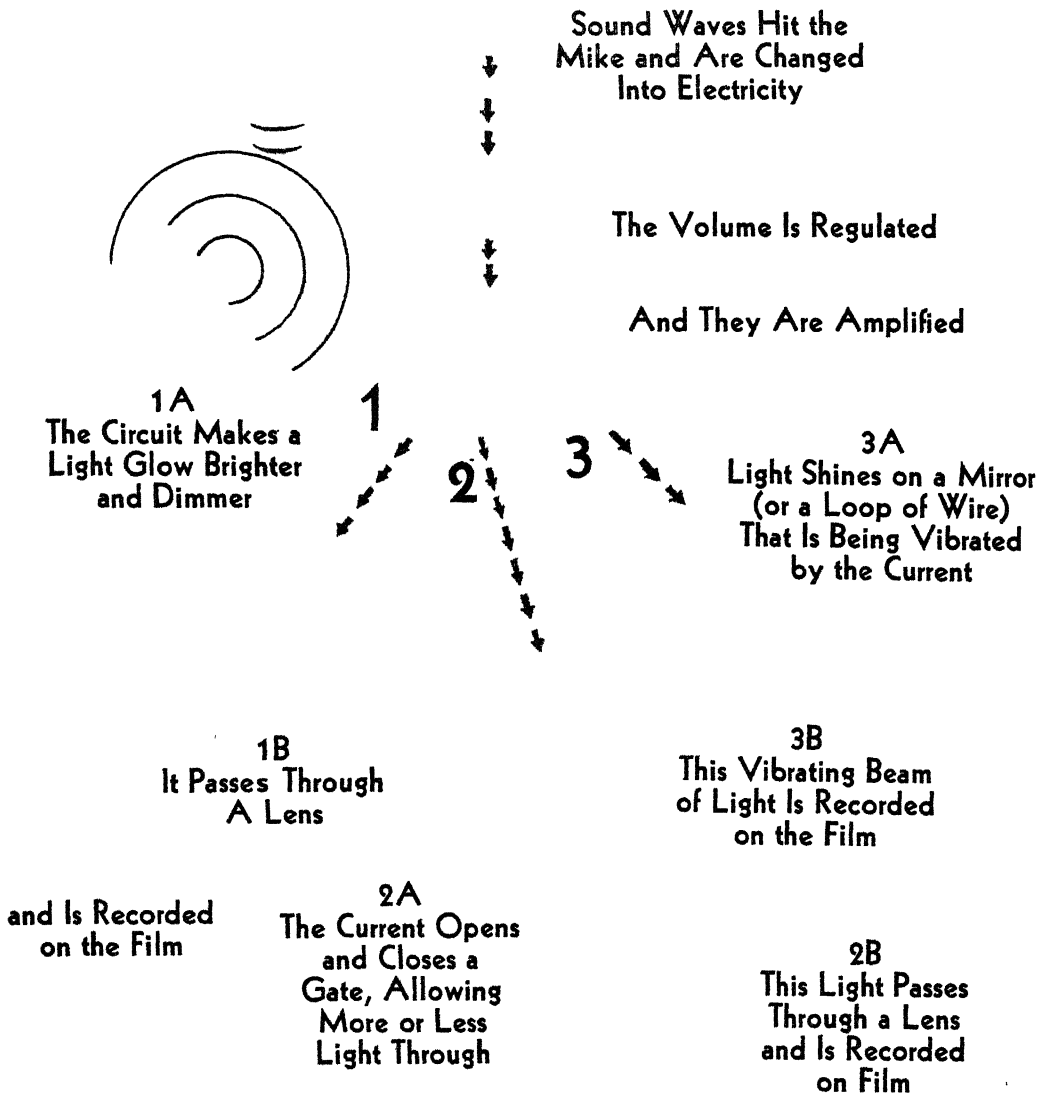 Sound Waves Hit the
Mike and Are Changed
Into Electricity
The Volume Is Regulated
And They Are Amplified
1
2
3
1A
The Circuit Makes a
Light Glow Brighter
and Dimmer
3A
Light Shines on a Mirror
(or a Loop of Wire)
That Is Being Vibrated
by the Current
1B
It Passes Through
A Lens
and Is Recorded
on the Film
3B
This Vibrating Beam
of Light Is Recorded
on the Film
2A
The Current Opens
and Closes a
Gate, Allowing
More or Less
Light Through
2B
This Light Passes
Through a Lens
and Is Recorded
on Film